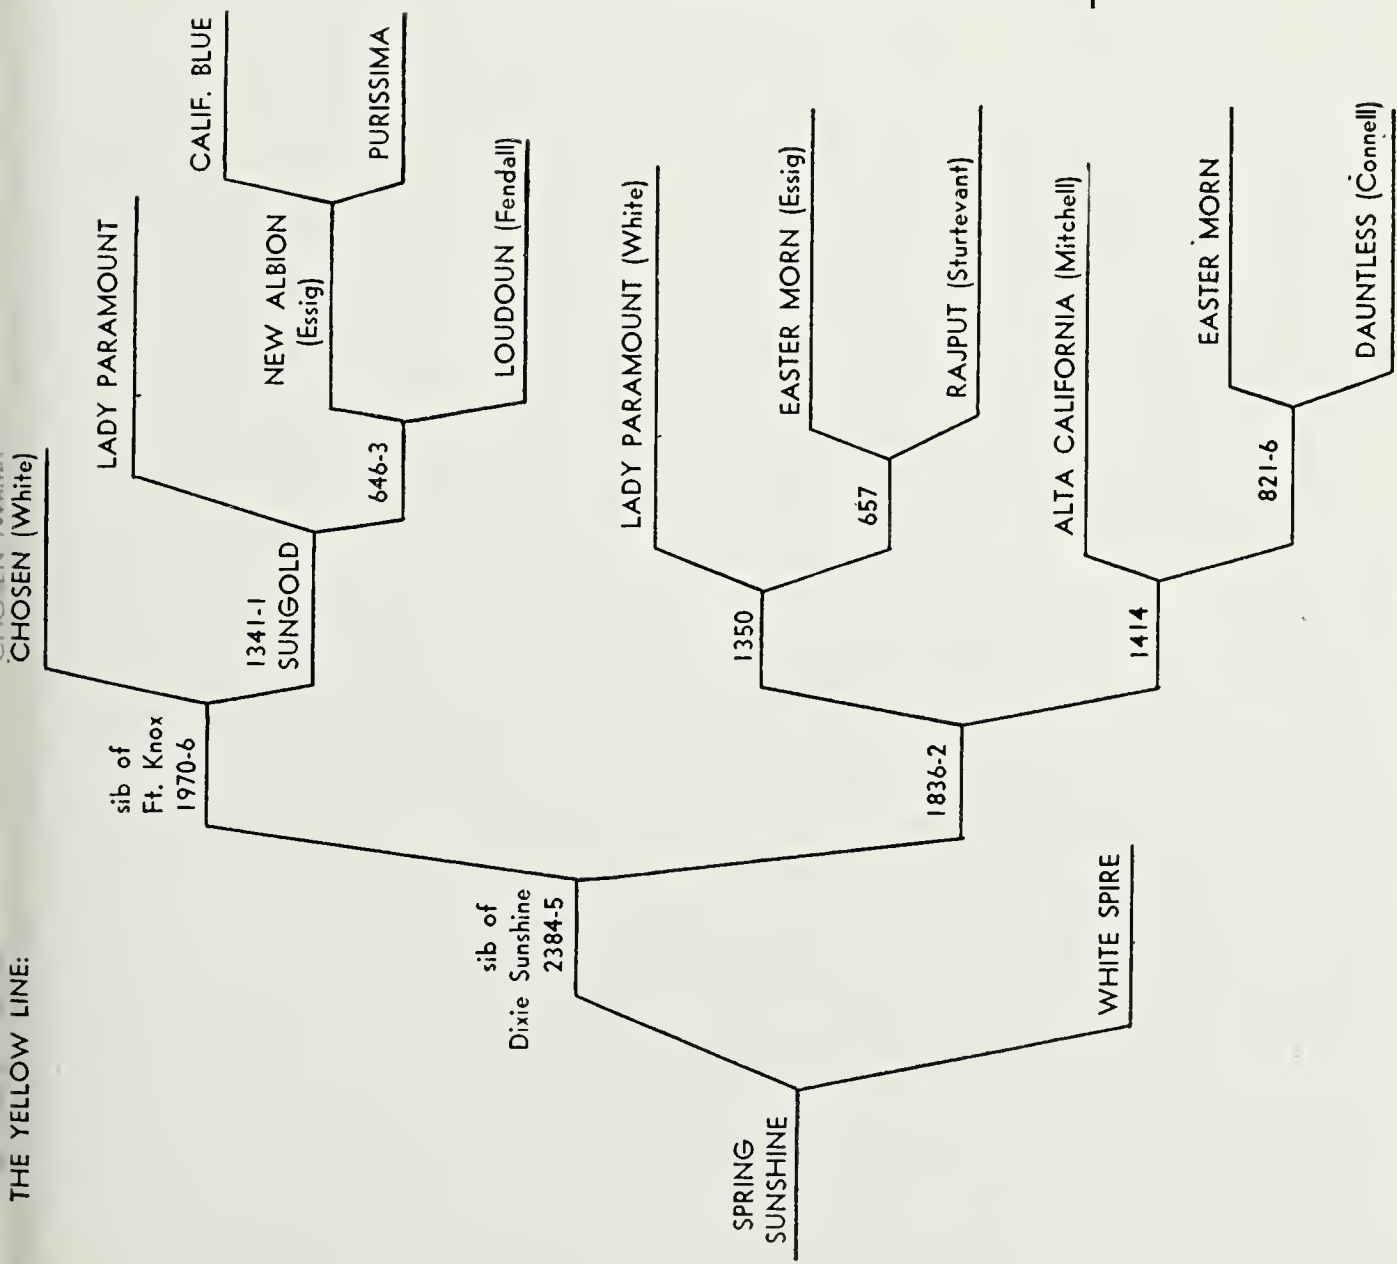 THE YELLOW LINE:
CHOSEN (White)
LADY PARAMOUNT
sib of
Ft. Knox
1970-6
CALIF. BLUE
1341-1
SUNGOLD
NEW ALBION
(Essig)
646-3
PURISSIMA
LOUDOUN (Fendall)
sib of
Dixie Sunshine
2384-5
LADY PARAMOUNT (White)
SPRING
SUNSHINE
1350
EASTER MORN (Essig)
657
RAJPUT (Sturtevant)
1836-2
ALTA CALIFORNIA (Mitchell)
WHITE SPIRE
1414
EASTER MORN
821-6
DAUNTLESS (Connell)